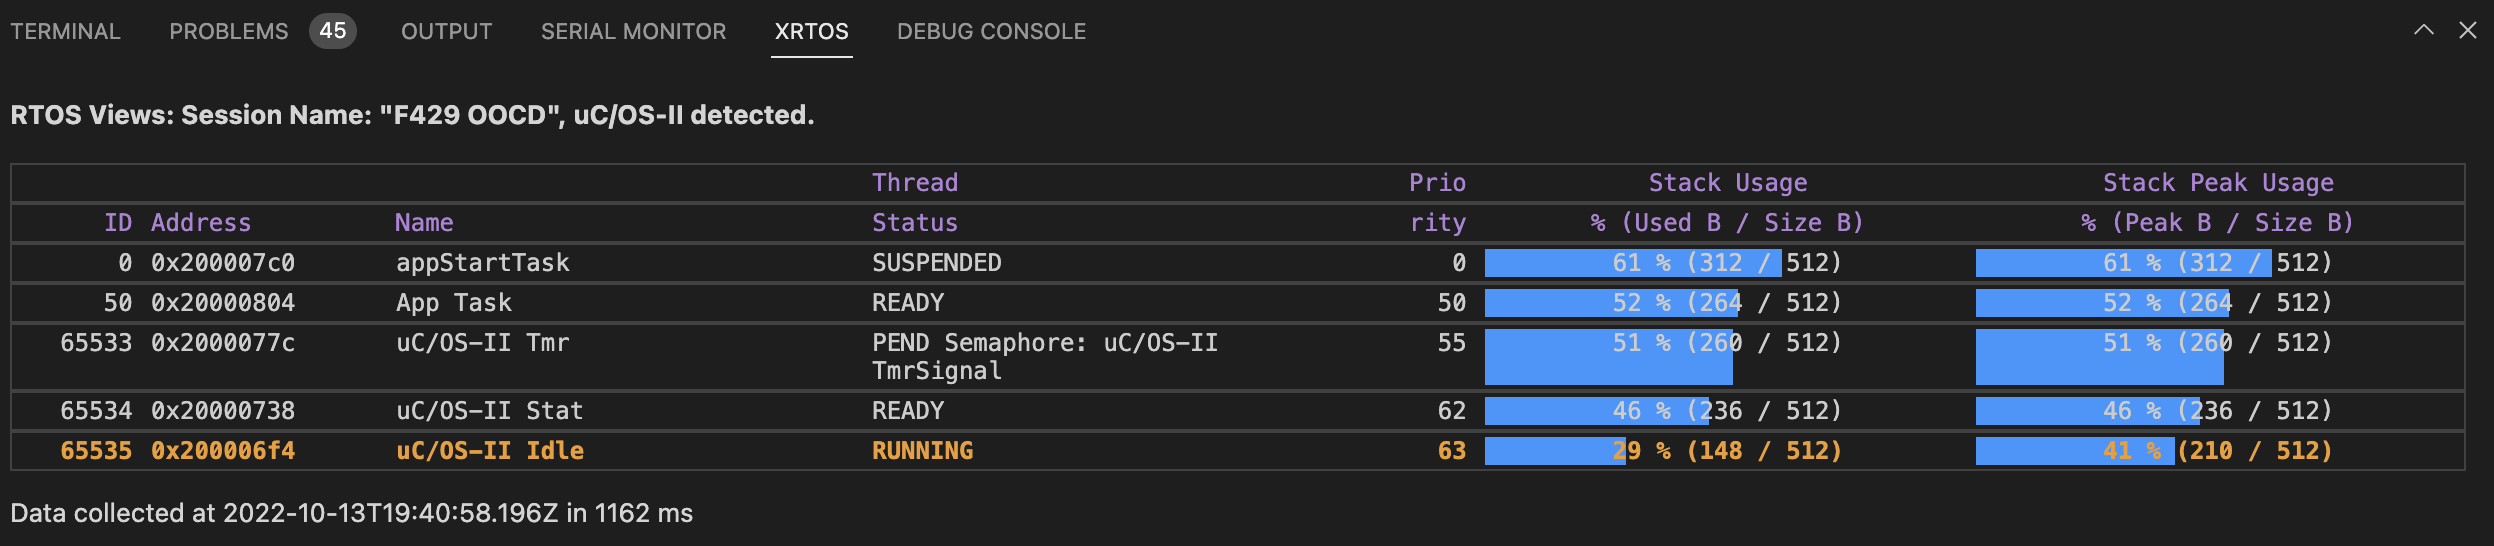 TERMINAL PROBLEMS 45 OUTPUT SERIAL MONITOR XRTOS DEBUG CONSOLE
RTOS Views: Session Name: "F429 OOCD", uC/OS-II detected.
Thread Prio Stack Usage Stack Peak Usage
ID Address Name Status rity % (Used B / Size B) % (Peak B / Size B)
0 0x200007c0 appStartTask SUSPENDED 0 61 % (312 / 512) 61 % (312 / 512)
50 0x20000804 App Task READY 50 52 % (264 / 512) 52 % (264 / 512)
65533 0x2000077c uC/OS-II Tmr PEND Semaphore: uC/OS-II 55 51 % (260 / 512) 51 % (260 / 512)
TmrSignal
65534 0x20000738 uC/OS-II Stat READY 62 46 % (236 / 512) 46 % (236 / 512)
65535 0x200006f4 uC/OS-II Idle RUNNING 63 29 % (148 / 512) 41 % (210 / 512)
Data collected at 2022-10-13T19:40:58.196Z in 1162 ms